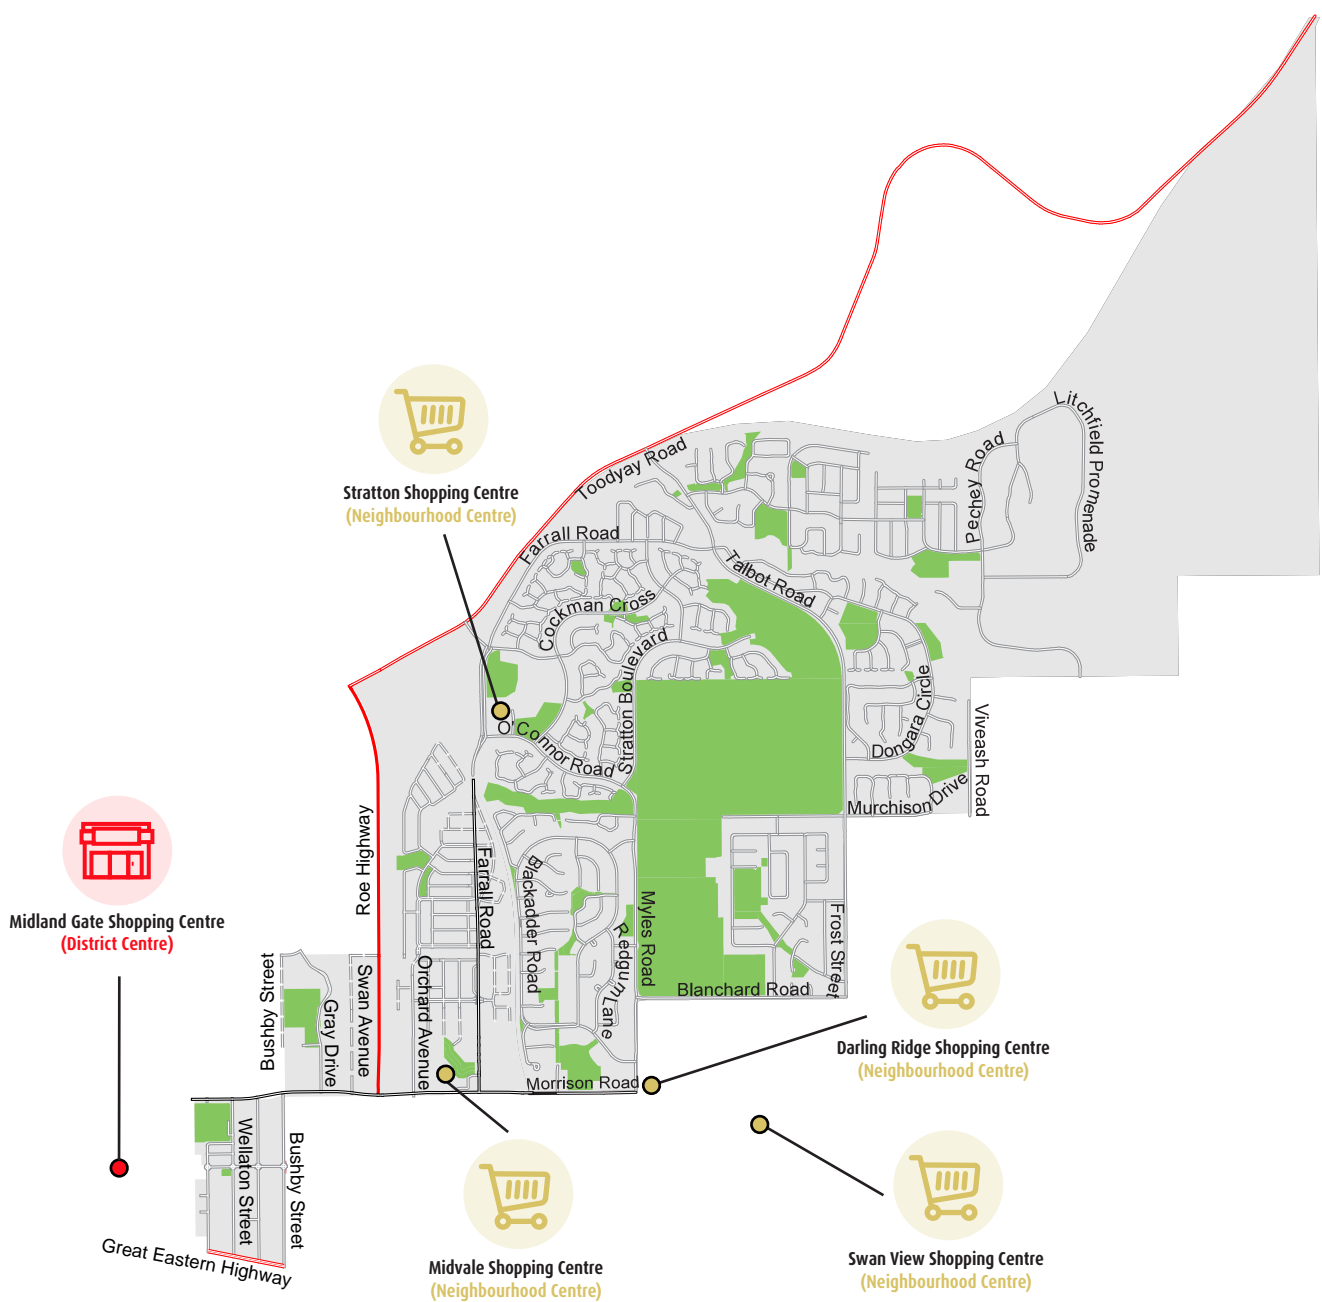 Litchfield Promenade
Pechey Road
Toodyay Road
Stratton Shopping Centre
(Neighbourhood Centre)
Farrall Road
Talbot Road
Cockman Cross
Stratton Boulevard
Dongara Circle
O'Connor Road
Viveash Road
Murchison Drive
Roe Highway
Farrall Road
Blackadder Road
Myles Road
Redgum Lane
Frost Street
Midland Gate Shopping Centre
(District Centre)
Bushby Street
Gray Drive
Swan Avenue
Orchard Avenue
Blanchard Road
Darling Ridge Shopping Centre
(Neighbourhood Centre)
Morrison Road
Wellaton Street
Bushby Street
Great Eastern Highway
Midvale Shopping Centre
(Neighbourhood Centre)
Swan View Shopping Centre
(Neighbourhood Centre)